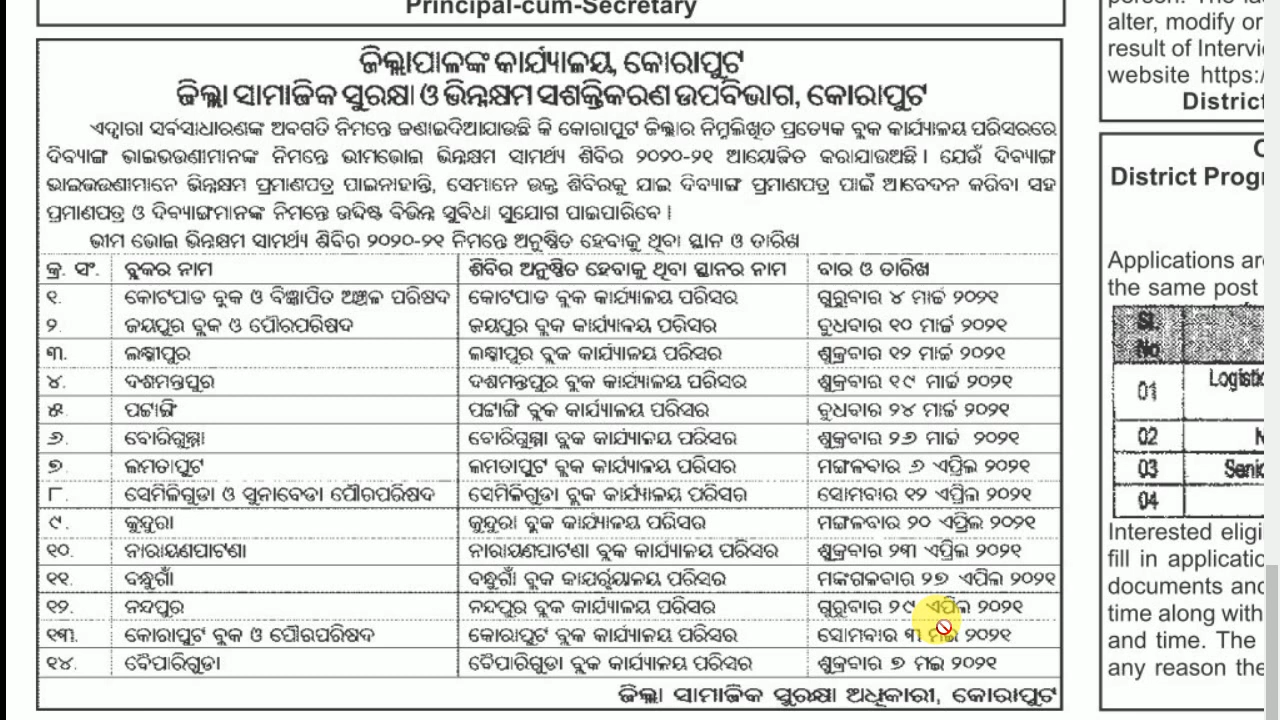 Principal-cum-Secretary
ଜିଲ୍ଲାପାଳଙ୍କ କାର୍ଯ୍ୟାଳୟ, କୋରାପୁଟ
ଜିଲ୍ଲା ସାମାଜିକ ସୁରକ୍ଷା ଓ ଭିନ୍ନକ୍ଷମ ସଶକ୍ତିକରଣ ଉପବିଭାଗ, କୋରାପୁଟ
ଏଦ୍ୱାରା ସର୍ବସାଧାରଣଙ୍କ ଅବଗତି ନିମନ୍ତେ ଜଣାଇଦିଆଯାଉଛି କି କୋରାପୁଟ ଜିଲ୍ଲାର ନିମ୍ନଲିଖିତ ପ୍ରତ୍ୟେକ ବ୍ଲକ କାର୍ଯ୍ୟାଳୟ ପରିସରରେ
ଦିବ୍ୟାଙ୍ଗ ଭାଇଭଉଣୀମାନଙ୍କ ନିମନ୍ତେ ଭୀମଭୋଇ ଭିନ୍ନକ୍ଷମ ସାମର୍ଥ୍ୟ ଶିବିର ୨୦୨୦-୨୧ ଆୟୋଜିତ କରାଯାଉଅଛି। ଯେଉଁ ଦିବ୍ୟାଙ୍ଗ
ଭାଇଭଉଣୀମାନେ ଭିନ୍ନକ୍ଷମ ପ୍ରମାଣପତ୍ର ପାଇନାହାନ୍ତି, ସେମାନେ ଉକ୍ତ ଶିବିରକୁ ଯାଇ ଦିବ୍ୟାଙ୍ଗ ପ୍ରମାଣପତ୍ର ପାଇଁ ଆବେଦନ କରିବା ସହ
ପ୍ରମାଣପତ୍ର ଓ ଦିବ୍ୟାଙ୍ଗମାନଙ୍କ ନିମନ୍ତେ ଉଦ୍ଦିଷ୍ଟ ବିଭିନ୍ନ ସୁବିଧା ସୁଯୋଗ ପାଇପାରିବେ।
ଭୀମ ଭୋଇ ଭିନ୍ନକ୍ଷମ ସାମର୍ଥ୍ୟ ଶିବିର ୨୦୨୦-୨୧ ନିମନ୍ତେ ଅନୁଷ୍ଠିତ ହେବାକୁ ଥିବା ସ୍ଥାନ ଓ ତାରିଖ
କ୍ର. ସଂ. ବ୍ଲକର ନାମ ଶିବିର ଅନୁଷ୍ଠିତ ହେବାକୁ ଥିବା ସ୍ଥାନର ନାମ ବାର ଓ ତାରିଖ
୧. କୋଟପାଡ ବ୍ଲକ ଓ ବିଜ୍ଞାପିତ ଅଞ୍ଚଳ ପରିଷଦ କୋଟପାଡ ବ୍ଲକ କାର୍ଯ୍ୟାଳୟ ପରିସର ଗୁରୁବାର ୪ ମାର୍ଚ୍ଚ ୨୦୨୧
୨. ଜୟପୁର ବ୍ଲକ ଓ ପୌରପରିଷଦ ଜୟପୁର ବ୍ଲକ କାର୍ଯ୍ୟାଳୟ ପରିସର ବୁଧବାର ୧୦ ମାର୍ଚ୍ଚ ୨୦୨୧
୩. ଲକ୍ଷ୍ମୀପୁର ଲକ୍ଷ୍ମୀପୁର ବ୍ଲକ କାର୍ଯ୍ୟାଳୟ ପରିସର ଶୁକ୍ରବାର ୧୨ ମାର୍ଚ୍ଚ ୨୦୨୧
୪. ଦଶମନ୍ତପୁର ଦଶମନ୍ତପୁର ବ୍ଲକ କାର୍ଯ୍ୟାଳୟ ପରିସର ଶୁକ୍ରବାର ୧୯ ମାର୍ଚ୍ଚ ୨୦୨୧
୫. ପଟ୍ଟାଙ୍ଗି ପଟ୍ଟାଙ୍ଗି ବ୍ଲକ କାର୍ଯ୍ୟାଳୟ ପରିସର ବୁଧବାର ୨୪ ମାର୍ଚ୍ଚ ୨୦୨୧
୬. ବୋରିଗୁମ୍ମା ବୋରିଗୁମ୍ମା ବ୍ଲକ କାର୍ଯ୍ୟାଳୟ ପରିସର ଶୁକ୍ରବାର ୨୬ ମାର୍ଚ୍ଚ ୨୦୨୧
୭. ଲମତାପୁଟ ଲମତାପୁଟ ବ୍ଲକ କାର୍ଯ୍ୟାଳୟ ପରିସର ମଙ୍ଗଳବାର ୬ ଏପ୍ରିଲ ୨୦୨୧
୮. ସେମିଳିଗୁଡା ଓ ସୁନାବେଡା ପୌରପରିଷଦ ସେମିଳିଗୁଡା ବ୍ଲକ କାର୍ଯ୍ୟାଳୟ ପରିସର ସୋମବାର ୧୨ ଏପ୍ରିଲ ୨୦୨୧
୯. କୁନ୍ଦୁରା କୁନ୍ଦୁରା ବ୍ଲକ କାର୍ଯ୍ୟାଳୟ ପରିସର ମଙ୍ଗଳବାର ୨୦ ଏପ୍ରିଲ ୨୦୨୧
୧୦. ନାରାୟଣପାଟଣା ନାରାୟଣପାଟଣା ବ୍ଲକ କାର୍ଯ୍ୟାଳୟ ପରିସର ଶୁକ୍ରବାର ୨୩ ଏପ୍ରିଲ ୨୦୨୧
୧୧. ବନ୍ଧୁଗାଁ ବନ୍ଧୁଗାଁ ବ୍ଲକ ପରିସର ୨୭ ଏପ୍ରିଲ ୨୦୨୧
୧୨. ନନ୍ଦପୁର ନନ୍ଦପୁର ବ୍ଲକ କାର୍ଯ୍ୟାଳୟ ପରିସର ଗୁରୁବାର ୨୯ ଏପ୍ରିଲ ୨୦୨୧
୧୩. କୋରାପୁଟ ବ୍ଲକ ଓ ପୌରପରିଷଦ କୋରାପୁଟ ବ୍ଲକ କାର୍ଯ୍ୟାଳୟ ପରିସର ସୋମବାର ୩ ୨୦୨୧
୧୪. ବୈପାରିଗୁଡା ବୈପାରିଗୁଡା ବ୍ଲକ କାର୍ଯ୍ୟାଳୟ ପରିସର ଶୁକ୍ରବାର ୭ ମଇ ୨୦୨୧
ଜିଲ୍ଲା ସାମାଜିକ ସୁରକ୍ଷା ଅଧିକାରୀ, କୋରାପୁଟ
alter, modify or
result of
website https:/
District
District
Applications
the same post
Sl.
No
01
02
03
04
Interested
fill in
documents
time along with
and time. The
any reason